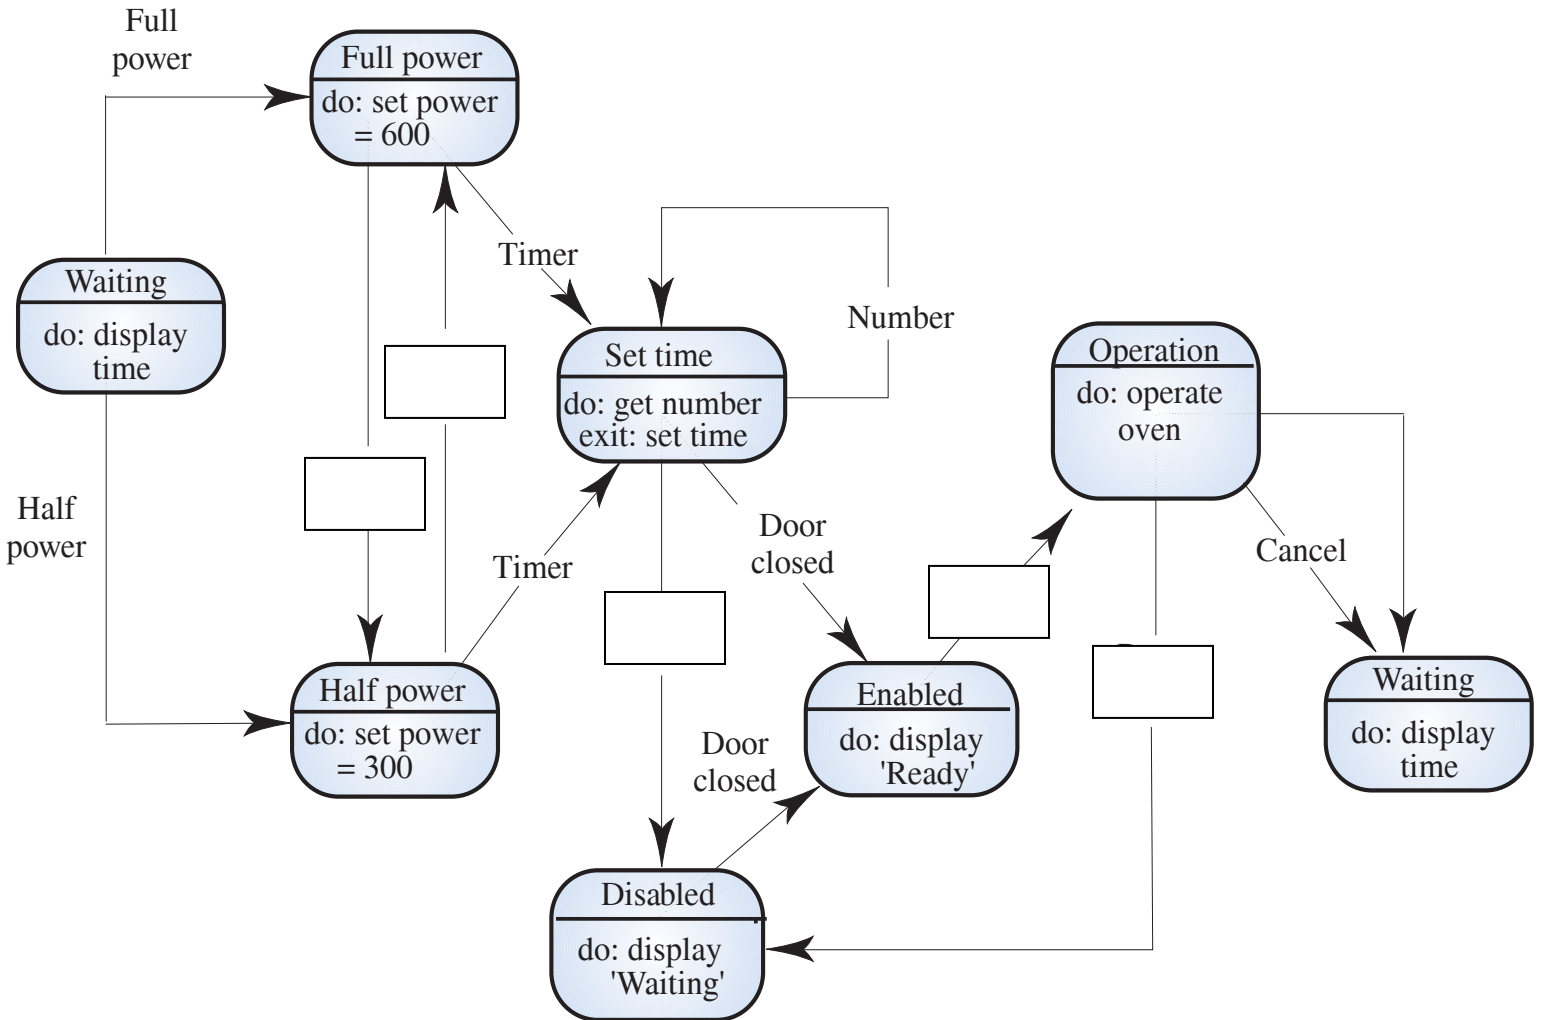 Full
power
Full power
do: set power
= 600
Timer
Waiting
do: display
time
Number
Set time
do: get number
exit: set time
Operation
do: operate
oven
Half
power
Door
closed
Timer
Cancel
Half power
do: set power
= 300
Enabled
do: display
'Ready'
Waiting
do: display
time
Door
closed
Disabled
do: display
'Waiting'